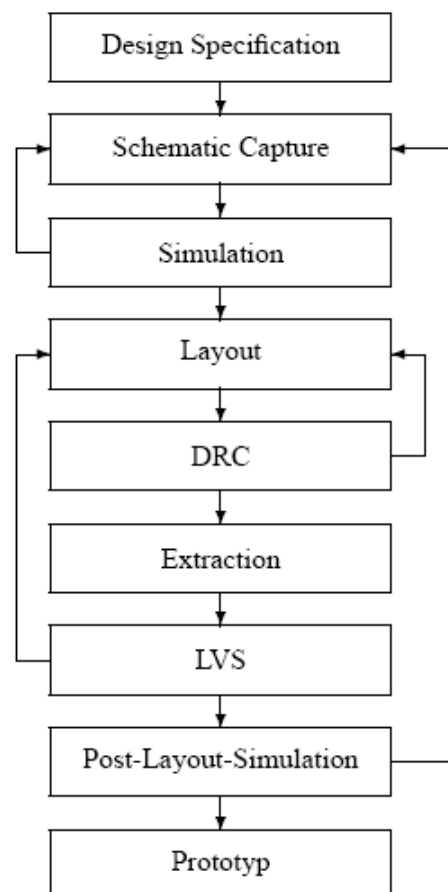 Design Specification
Schematic Capture
Simulation
Layout
DRC
Extraction
LVS
Post-Layout-Simulation
Prototyp